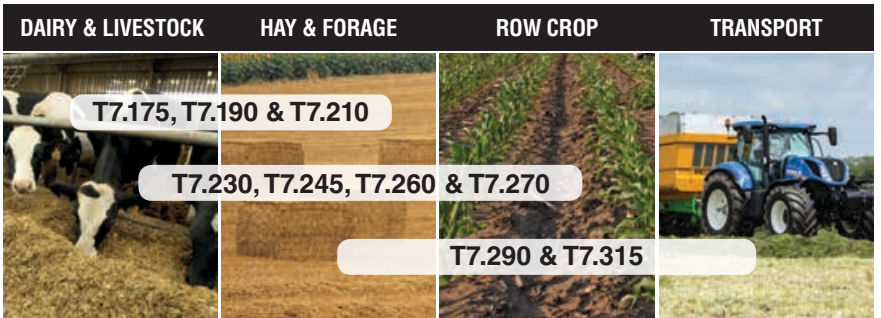 DAIRY & LIVESTOCK HAY & FORAGE ROW CROP TRANSPORT
T7.175, T7.190 & T7.210
T7.230, T7.245, T7.260 & T7.270
T7.290 & T7.315